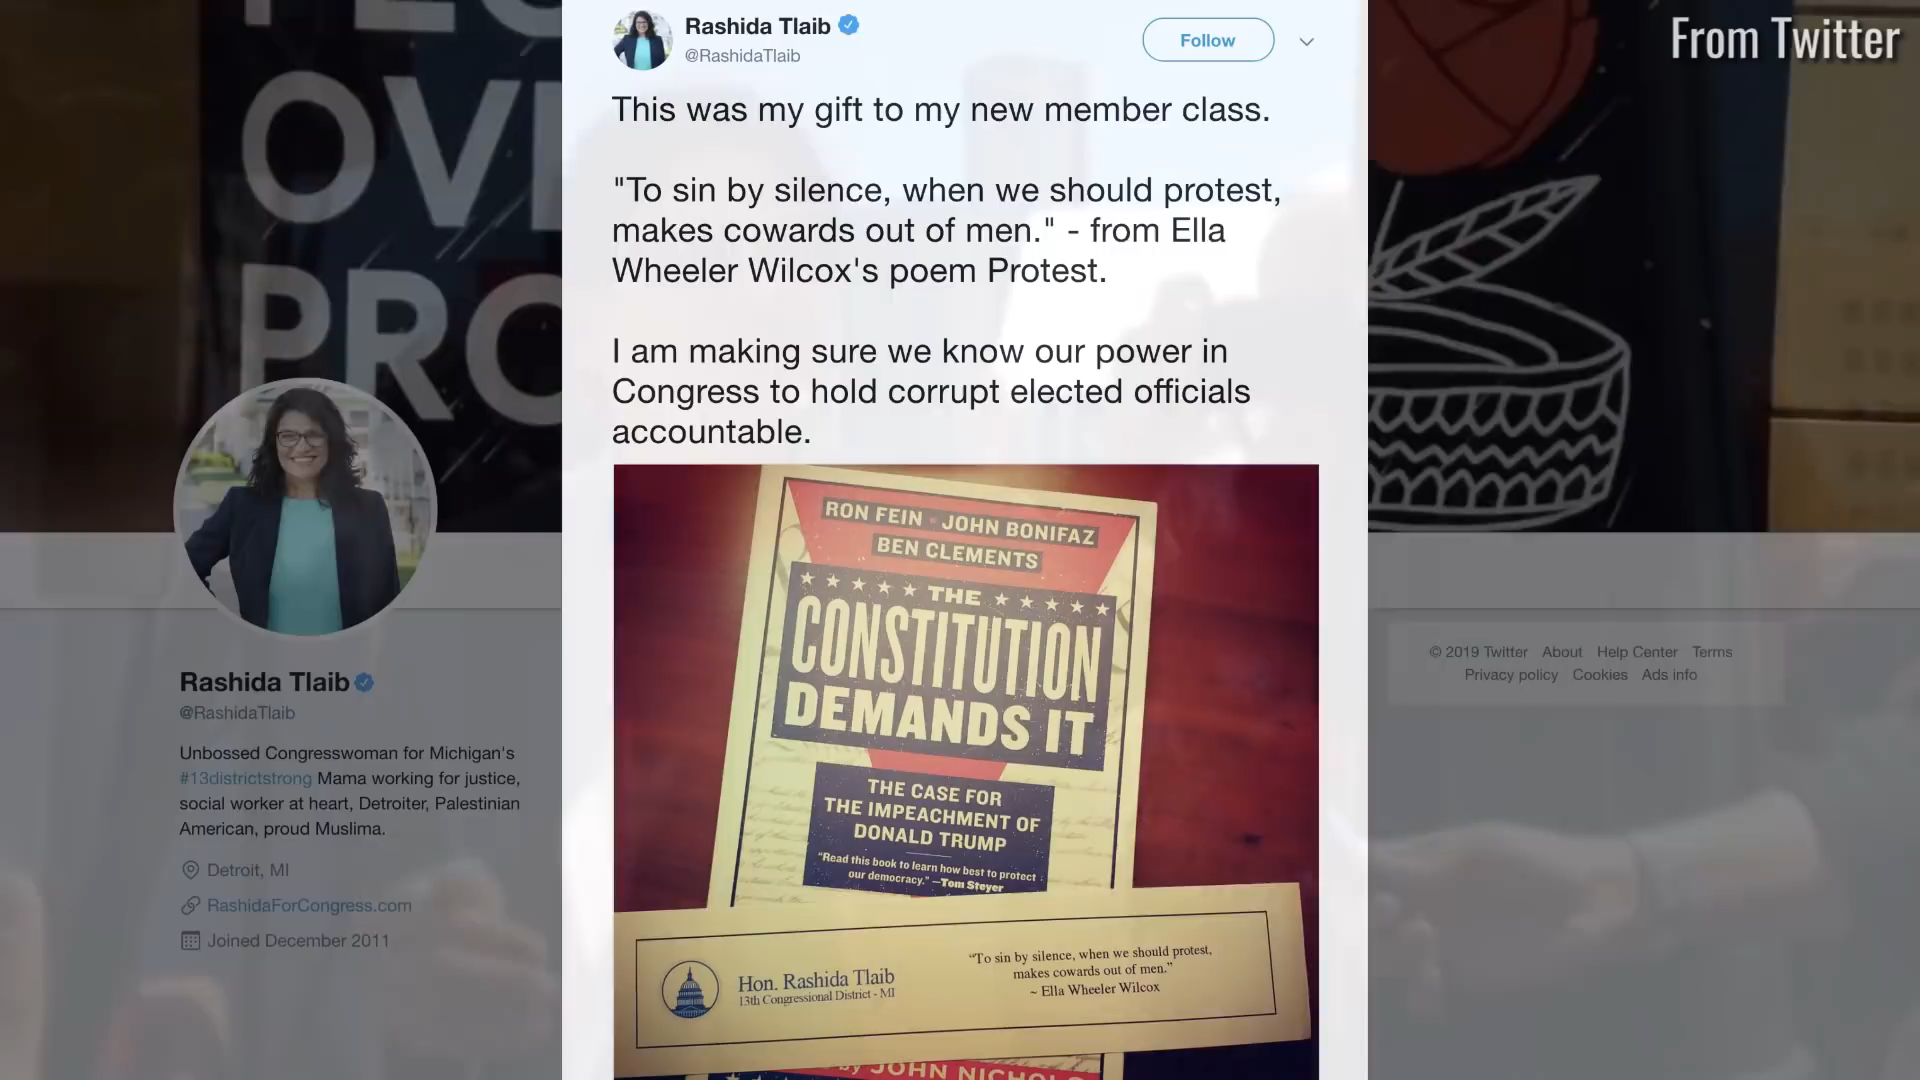 From Twitter
OV
PRO
Rashida Tlaib
@RashidaTlaib
Follow
This was my gift to my new member class.
"To sin by silence, when we should protest,
makes cowards out of men." - from Ella
Wheeler Wilcox's poem Protest.
I am making sure we know our power in
Congress to hold corrupt elected officials
accountable.
RON FEIN · JOHN BONIFAZ
BEN CLEMENTS
THE
CONSTITUTION
DEMANDS IT
THE CASE FOR
THE IMPEACHMENT OF
DONALD TRUMP
"Read this book to learn how best to protect
our democracy." —Tom Steyer
Hon. Rashida Tlaib
13th Congressional District - MI
"To sin by silence, when we should protest,
makes cowards out of men."
~ Ella Wheeler Wilcox
by JOHN NICHOLS
Rashida Tlaib
@RashidaTlaib
Unbossed Congresswoman for Michigan's
#13districtstrong Mama working for justice,
social worker at heart, Detroiter, Palestinian
American, proud Muslima.
Detroit, MI
RashidaForCongress.com
Joined December 2011
© 2019 Twitter About Help Center Terms
Privacy policy Cookies Ads info